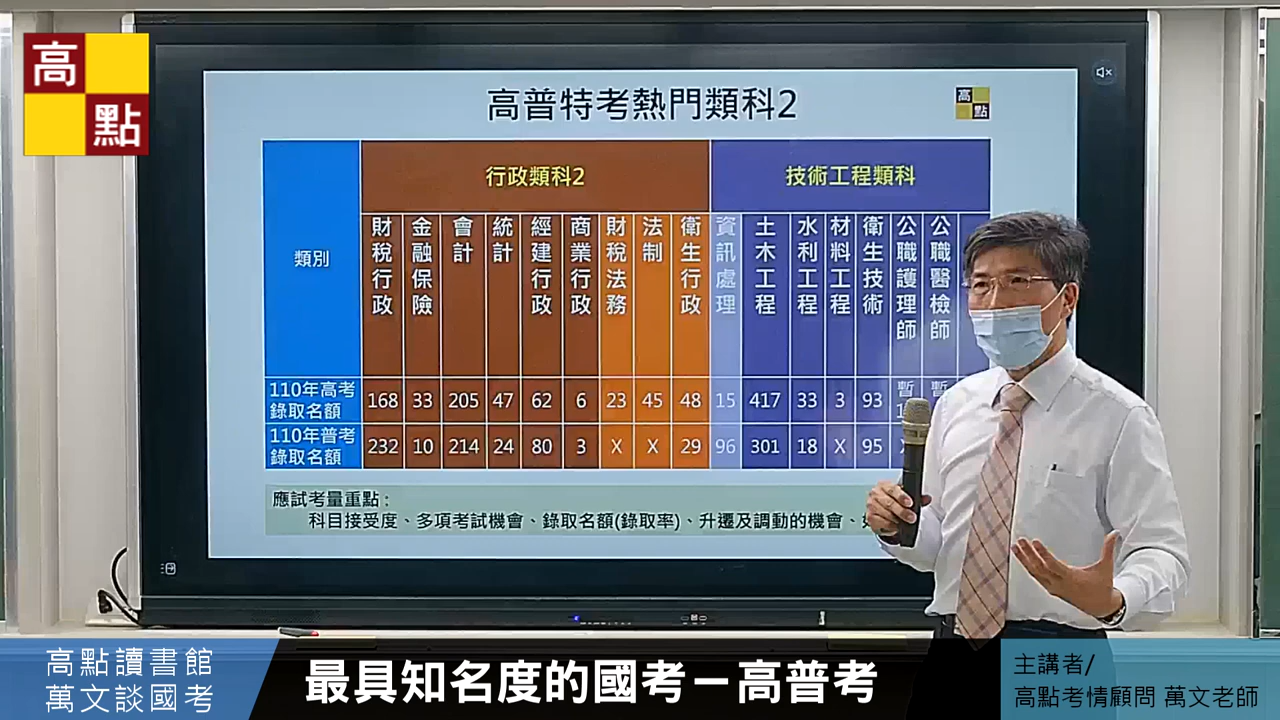 高點
高普特考熱門類科2
高點
類別
行政類科2
技術工程類科
財稅行政
金融保險
會計
統計
經建行政
商業行政
財稅法務
法制
衛生行政
資訊處理
土木工程
水利工程
材料工程
衛生技術
公職護理師
公職醫檢師
110年高考
錄取名額
168 33 205 47 62 6 23 45 48 15 417 33 3 93 暫 暫
110年普考
錄取名額
232 10 214 24 80 3 X X 29 96 301 18 X 95
應試考量重點:
科目接受度、多項考試機會、錄取名額(錄取率)、升遷及調動的機會、
高點讀書館
萬文談國考
最具知名度的國考－高普考
主講者/
高點考情顧問 萬文老師